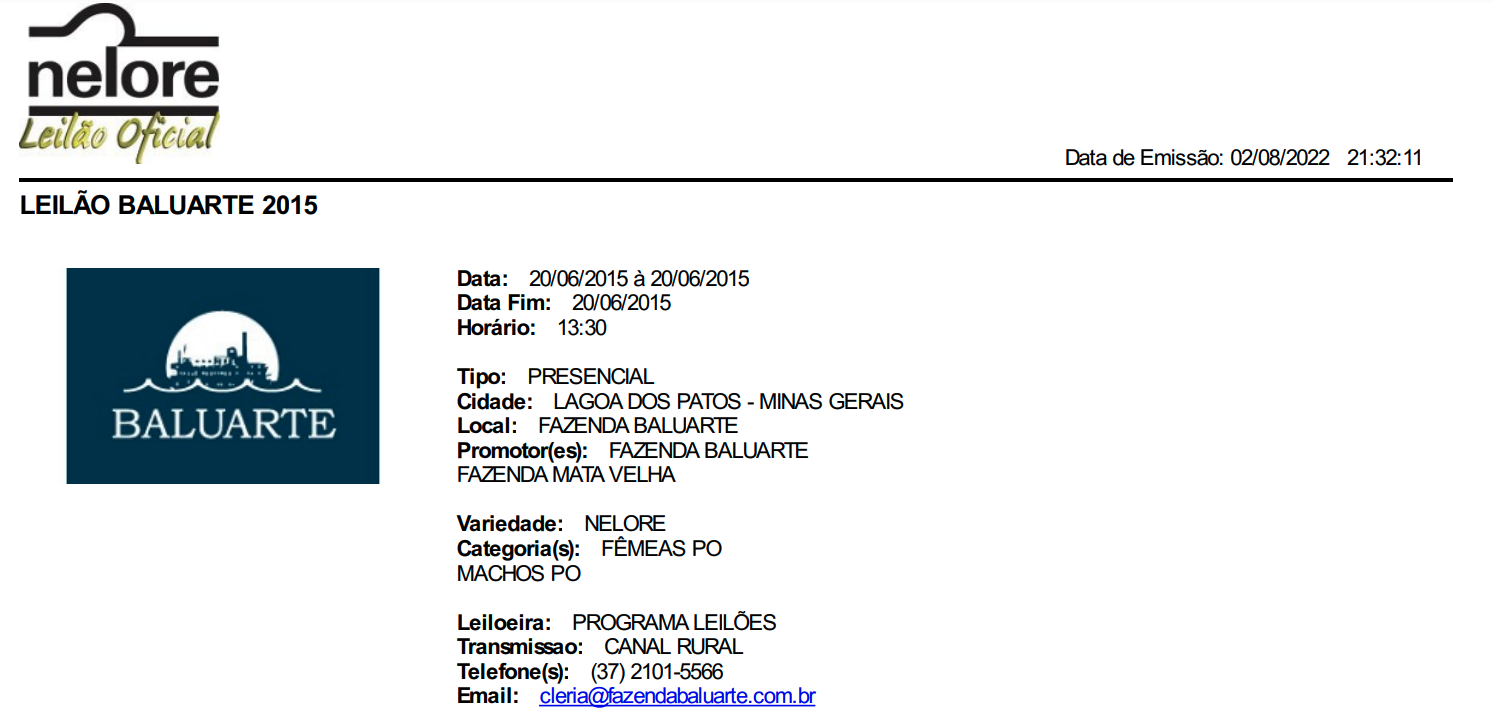 nelore
Leilão Oficial
Data de Emissão: 02/08/2022 21:32:11
LEILÃO BALUARTE 2015
BALUARTE
Data: 20/06/2015 à 20/06/2015
Data Fim: 20/06/2015
Horário: 13:30
Tipo: PRESENCIAL
Cidade: LAGOA DOS PATOS - MINAS GERAIS
Local: FAZENDA BALUARTE
Promotor(es): FAZENDA BALUARTE
FAZENDA MATA VELHA
Variedade: NELORE
Categoria(s): FÊMEAS PO
MACHOS PO
Leiloeira: PROGRAMA LEILÕES
Transmissao: CANAL RURAL
Telefone(s): (37) 2101-5566
Email: cleria@fazendabaluarte.com.br